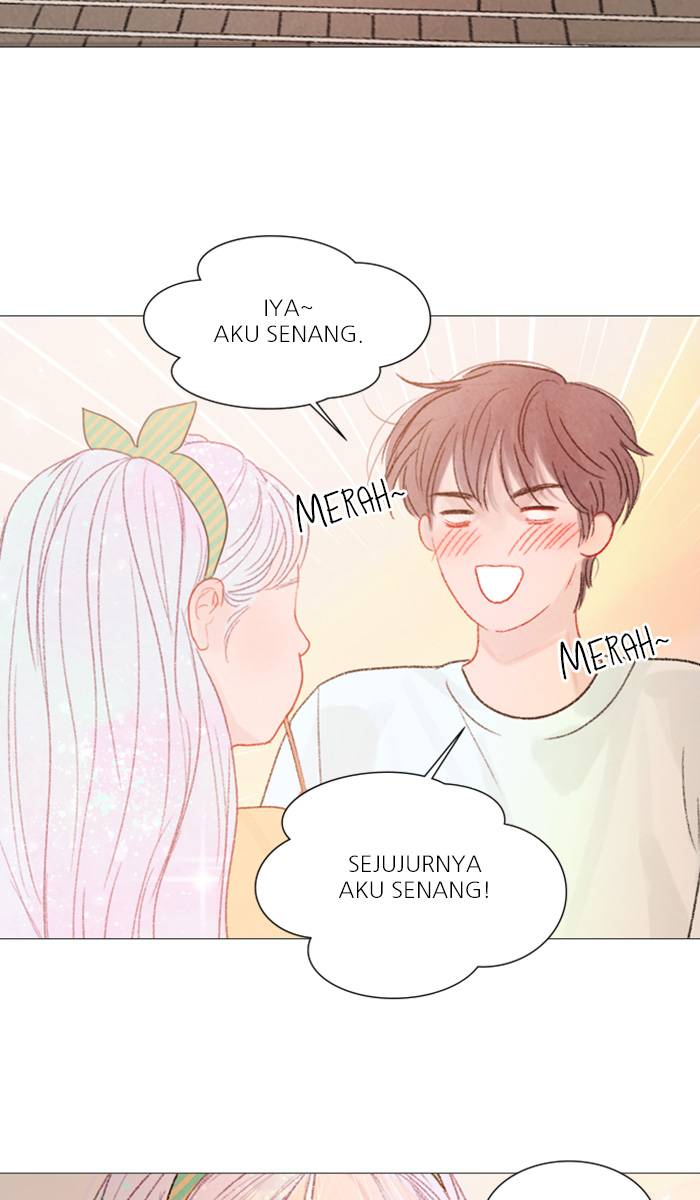 IYA~
AKU SENANG.
MERAH~
MERAH~
SEJUJURNYA
AKU SENANG!